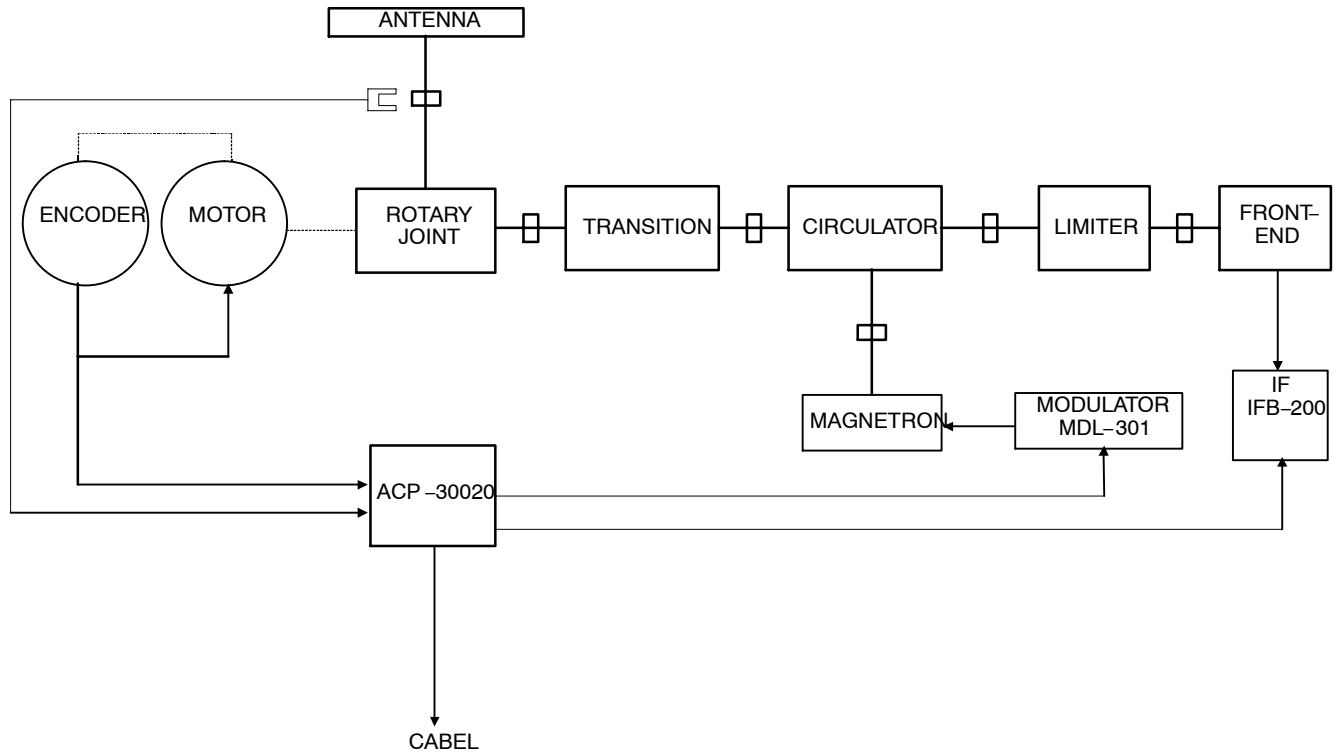 ANTENNA
ENCODER
MOTOR
ROTARY
JOINT
TRANSITION
CIRCULATOR
LIMITER
FRONT–
END
IF
IFB–200
MAGNETRON
MODULATOR
MDL–301
ACP –30020
CABEL